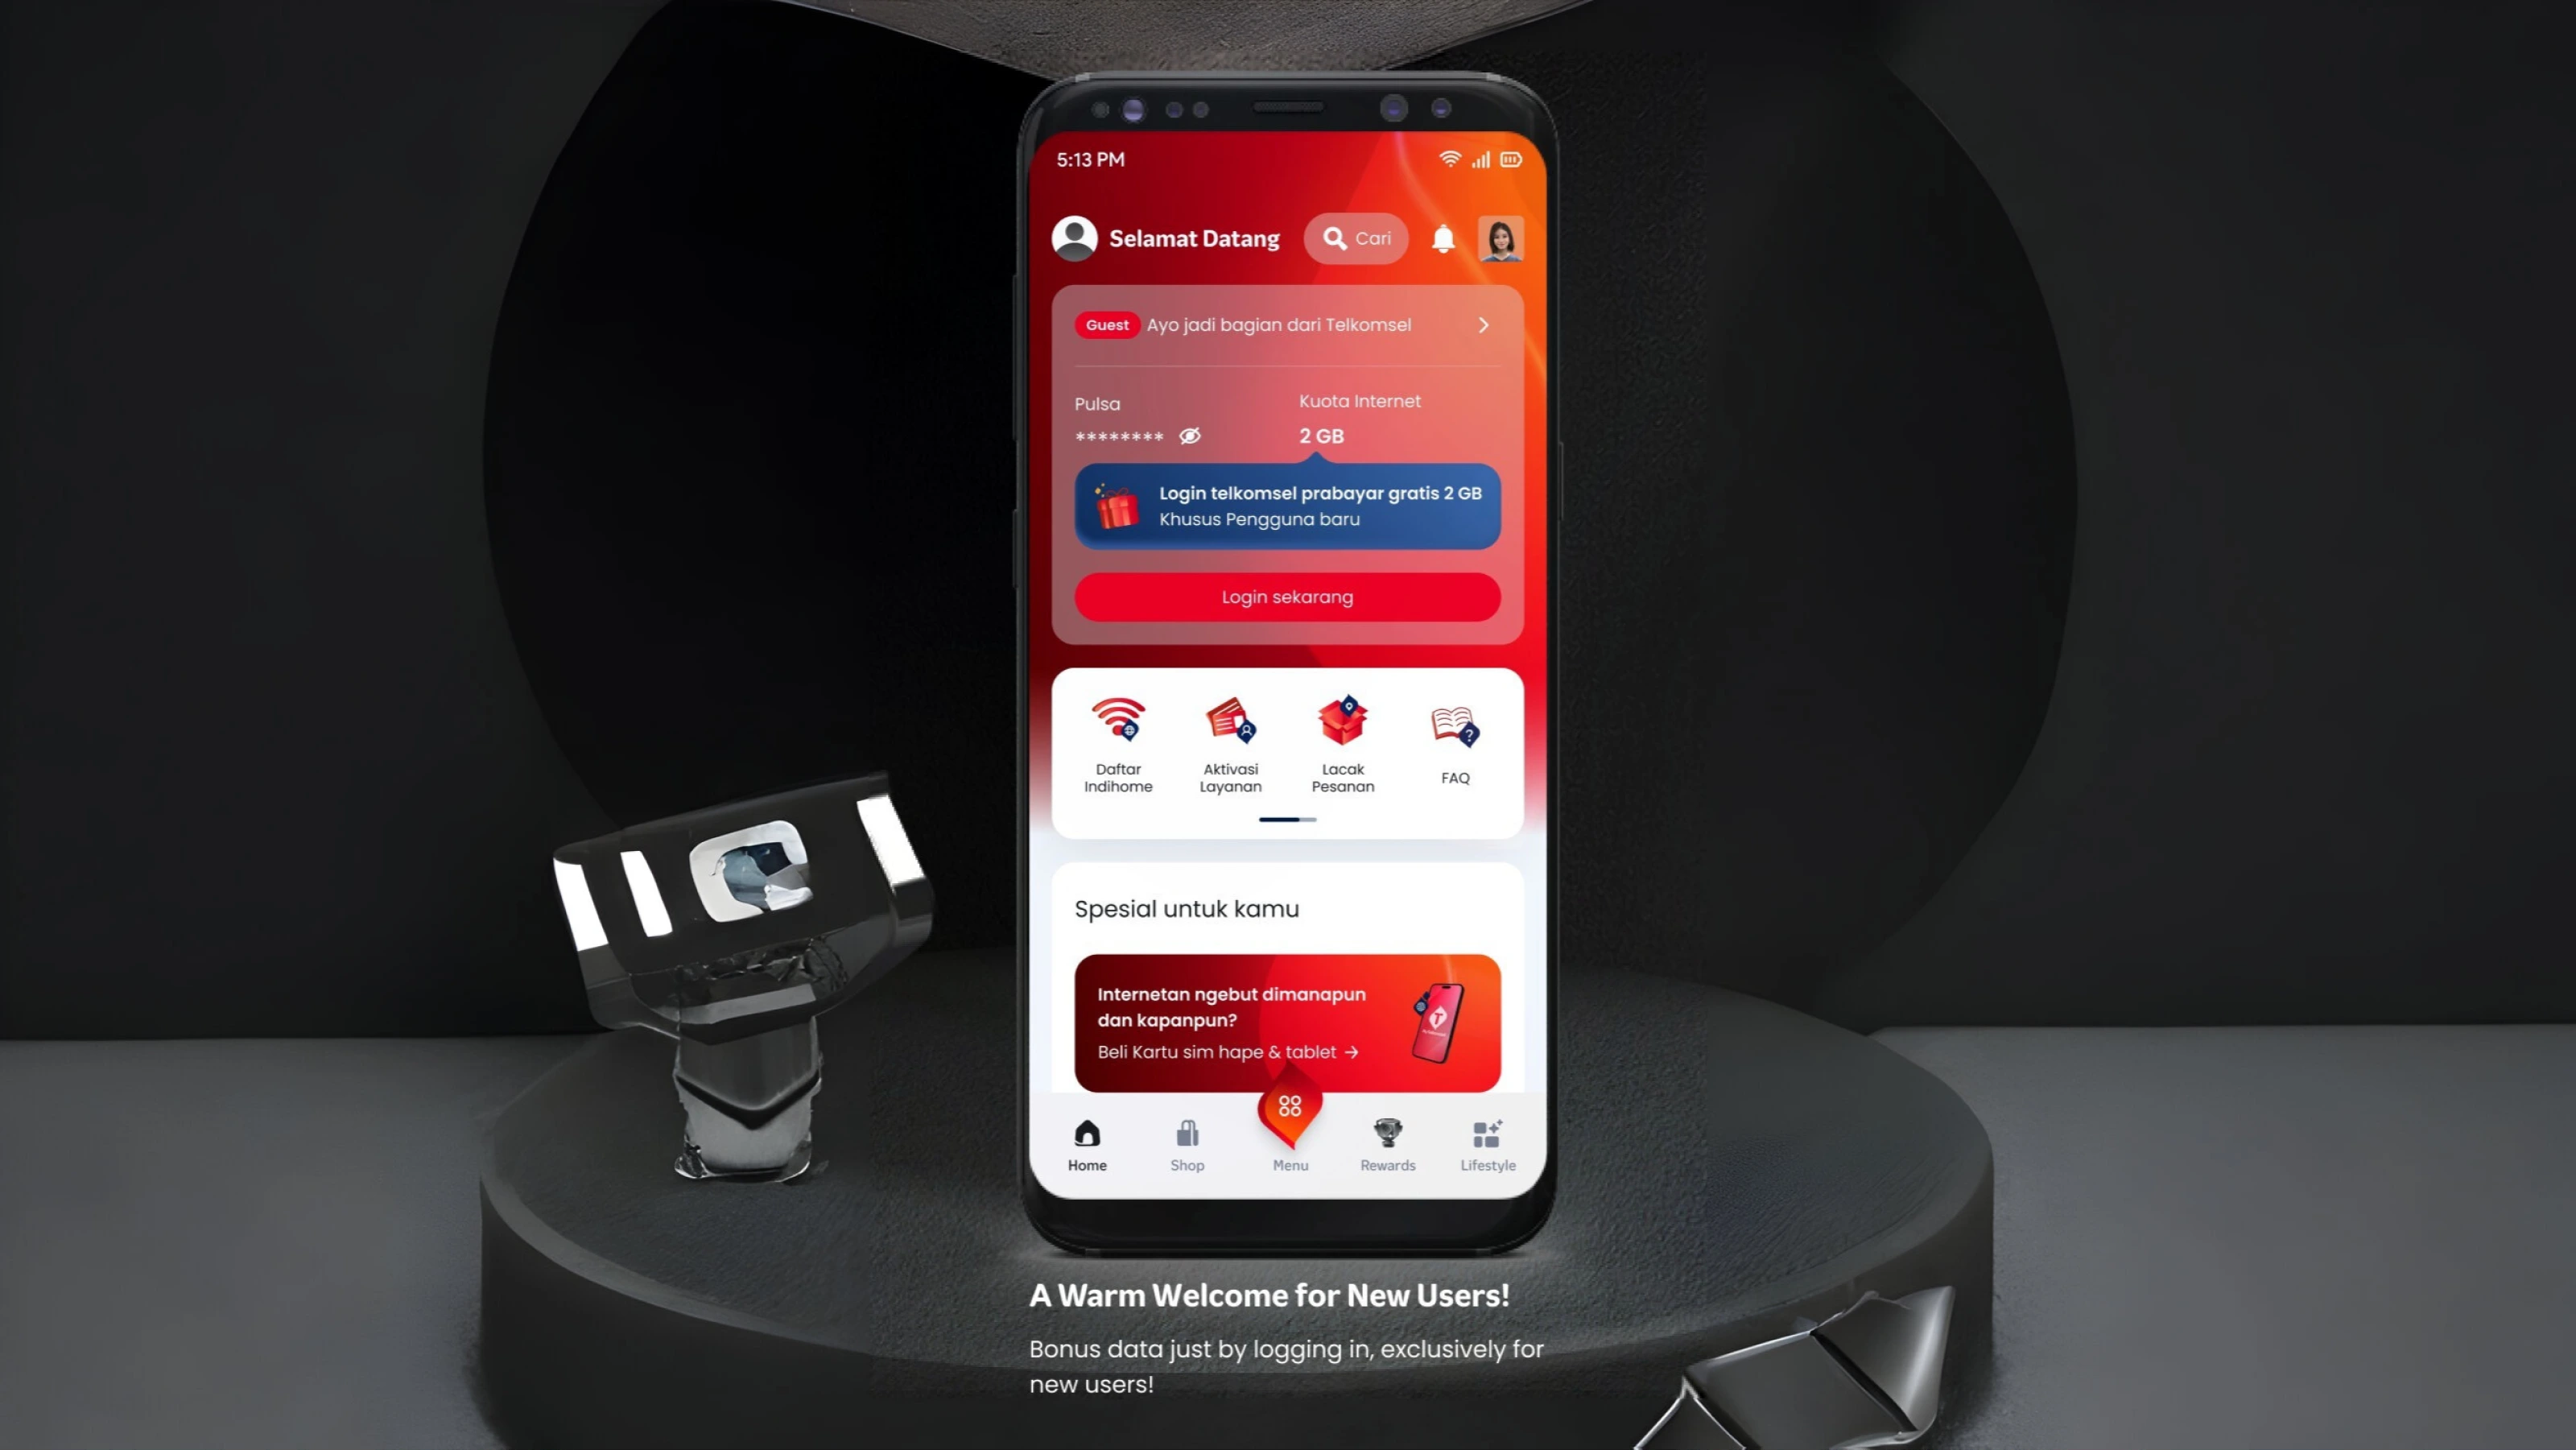 5:13 PM
Selamat Datang
Cari
Guest Ayo jadi bagian dari Telkomsel
Pulsa
Kuota Internet
********
2 GB
Login telkomsel prabayar gratis 2 GB
Khusus Pengguna baru
Login sekarang
Daftar
Indihome
Aktivasi
Layanan
Lacak
Pesanan
FAQ
Spesial untuk kamu
Internetan ngebut dimanapun
dan kapanpun?
Beli Kartu sim hape & tablet →
Home
Shop
Menu
Rewards
Lifestyle
A Warm Welcome for New Users!
Bonus data just by logging in, exclusively for
new users!